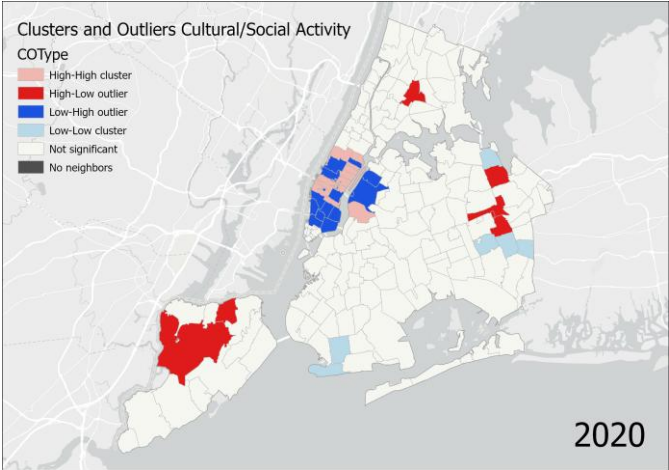 Clusters and Outliers Cultural/Social Activity
COType
High-High cluster
High-Low outlier
Low-High outlier
Low-Low cluster
Not significant
No neighbors
2020